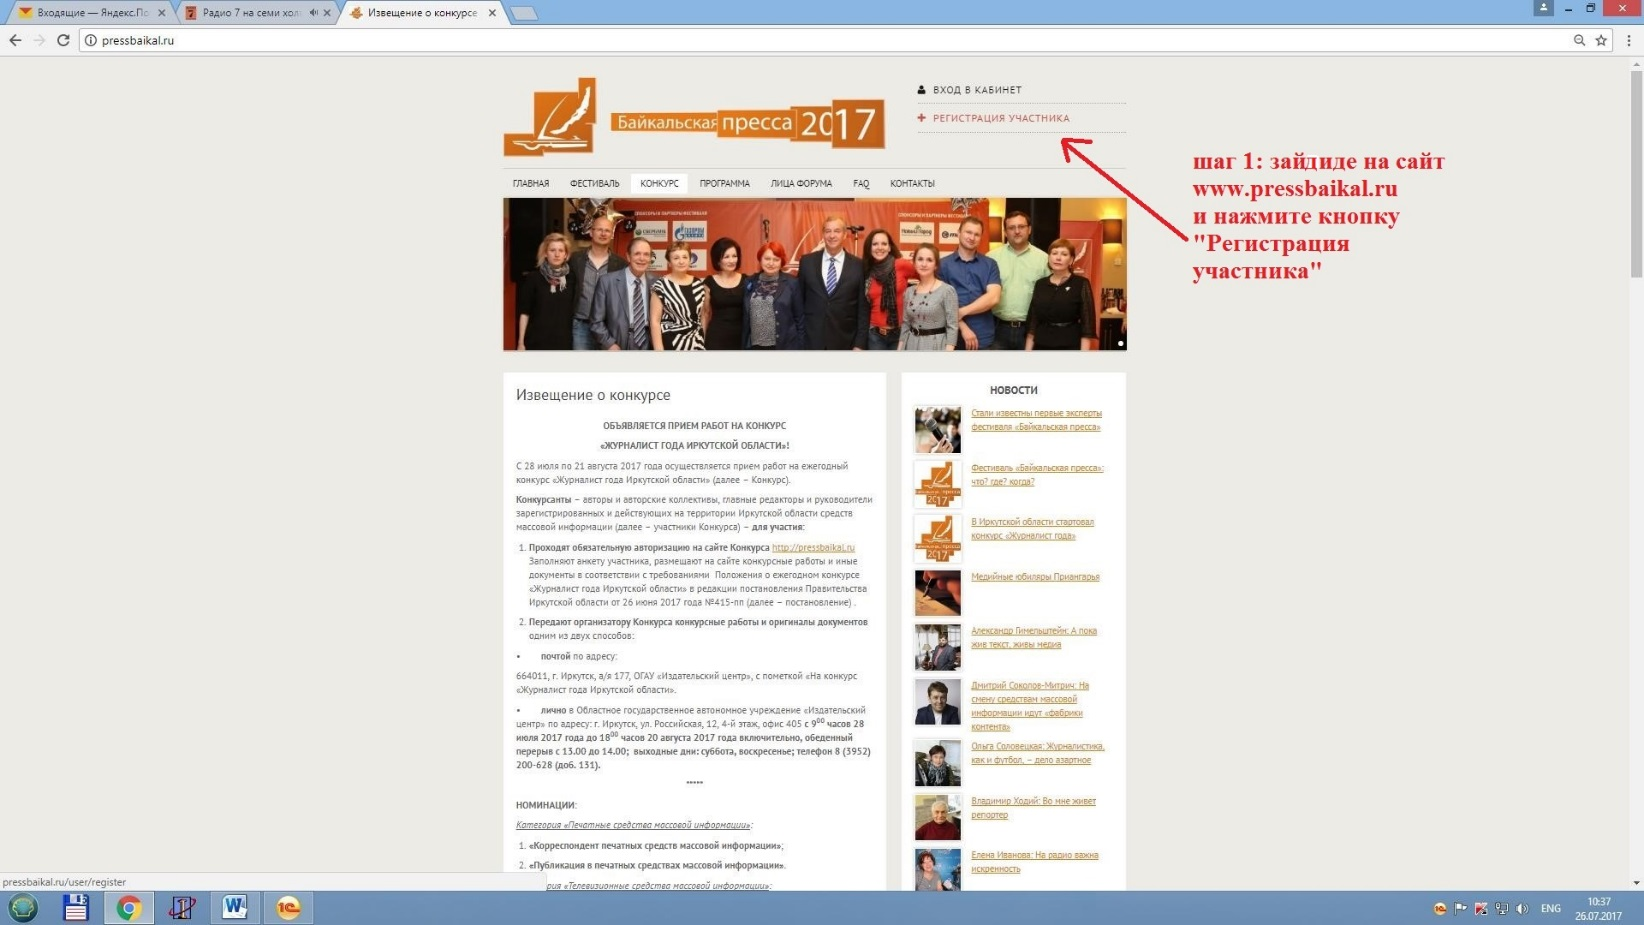 Входящие — Яндекс.По
Радио 7 на семи хол
Извещение о конкурсе
pressbaikal.ru
Байкальская пресса 2017
ВХОД В КАБИНЕТ
РЕГИСТРАЦИЯ УЧАСТНИКА
шаг 1: зайдиде на сайт
www.pressbaikal.ru
и нажмите кнопку
"Регистрация
участника"
ГЛАВНАЯ ФЕСТИВАЛЬ КОНКУРС ПРОГРАММА ЛИЦА ФОРУМА FAQ КОНТАКТЫ
Извещение о конкурсе
ОБЪЯВЛЯЕТСЯ ПРИЕМ РАБОТ НА КОНКУРС
«ЖУРНАЛИСТ ГОДА ИРКУТСКОЙ ОБЛАСТИ»!
С 28 июля по 21 августа 2017 года осуществляется прием работ на ежегодный
конкурс «Журналист года Иркутской области» (далее – Конкурс).
Конкурсанты – авторы и авторские коллективы, главные редакторы и руководители
зарегистрированных и действующих на территории Иркутской области средств
массовой информации (далее – участники Конкурса) – для участия:
1. Проходят обязательную авторизацию на сайте Конкурса http://pressbaikal.ru
Заполняют анкету участника, размещают на сайте конкурсные работы и иные
документы в соответствии с требованиями Положения о ежегодном конкурсе
«Журналист года Иркутской области» в редакции постановления Правительства
Иркутской области от 26 июня 2017 года №415-пп (далее – постановление) .
2. Передают организатору Конкурса конкурсные работы и оригиналы документов
одним из двух способов:
• почтой по адресу:
664011, г. Иркутск, а/я 177, ОГАУ «Издательский центр», с пометкой «На конкурс
«Журналист года Иркутской области».
• лично в Областное государственное автономное учреждение «Издательский
центр» по адресу: г. Иркутск, ул. Российская, 12, 4-й этаж, офис 405 с 9⁰⁰ часов 28
июля 2017 года до 18⁰⁰ часов 20 августа 2017 года включительно, обеденный
перерыв с 13.00 до 14.00; выходные дни: суббота, воскресенье; телефон 8 (3952)
200-628 (доб. 131).
*****
НОМИНАЦИИ:
Категория «Печатные средства массовой информации»:
1. «Корреспондент печатных средств массовой информации»;
2. «Публикация в печатных средствах массовой информации».
рия «Телевизионные средства массовой информации»:
НОВОСТИ
Стали известны первые эксперты
фестиваля «Байкальская пресса»
Фестиваль «Байкальская пресса»:
что? где? когда?
В Иркутской области стартовал
конкурс «Журналист года»
Медийные юбиляры Приангарья
Александр Гимельштейн: А пока
жив текст, живы медиа
Дмитрий Соколов-Митрич: На
смену средствам массовой
информации идут «фабрики
контента»
Ольга Соловецкая: Журналистика,
как и футбол, – дело азартное
Владимир Ходий: Во мне живет
репортер
Елена Иванова: На радио важна
искренность
pressbaikal.ru/user/register
ENG
10:37
26.07.2017